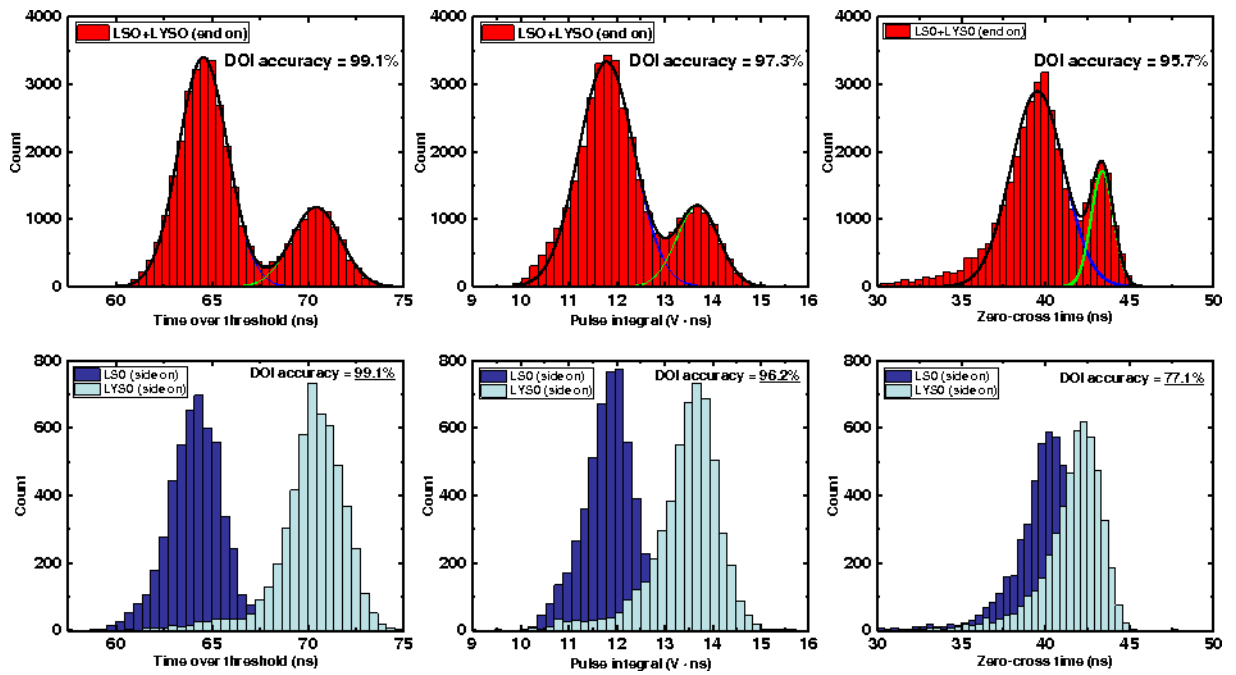 LSO+LYSO (end on)
DOI accuracy = 99.1%
4000
3000
2000
1000
0
Count
60 65 70 75
Time over threshold (ns)
LSO+LYSO (end on)
DOI accuracy = 97.3%
4000
3000
2000
1000
0
Count
9 10 11 12 13 14 15 16
Pulse integral (V · ns)
LSO+LYSO (end on)
DOI accuracy = 95.7%
4000
3000
2000
1000
0
Count
30 35 40 45 50
Zero-cross time (ns)
LSO (side on)
LYSO (side on)
DOI accuracy = 99.1%
800
600
400
200
0
Count
60 65 70 75
Time over threshold (ns)
LSO (side on)
LYSO (side on)
DOI accuracy = 96.2%
800
600
400
200
0
Count
9 10 11 12 13 14 15 16
Pulse integral (V · ns)
LSO (side on)
LYSO (side on)
DOI accuracy = 77.1%
800
600
400
200
0
Count
30 35 40 45 50
Zero-cross time (ns)